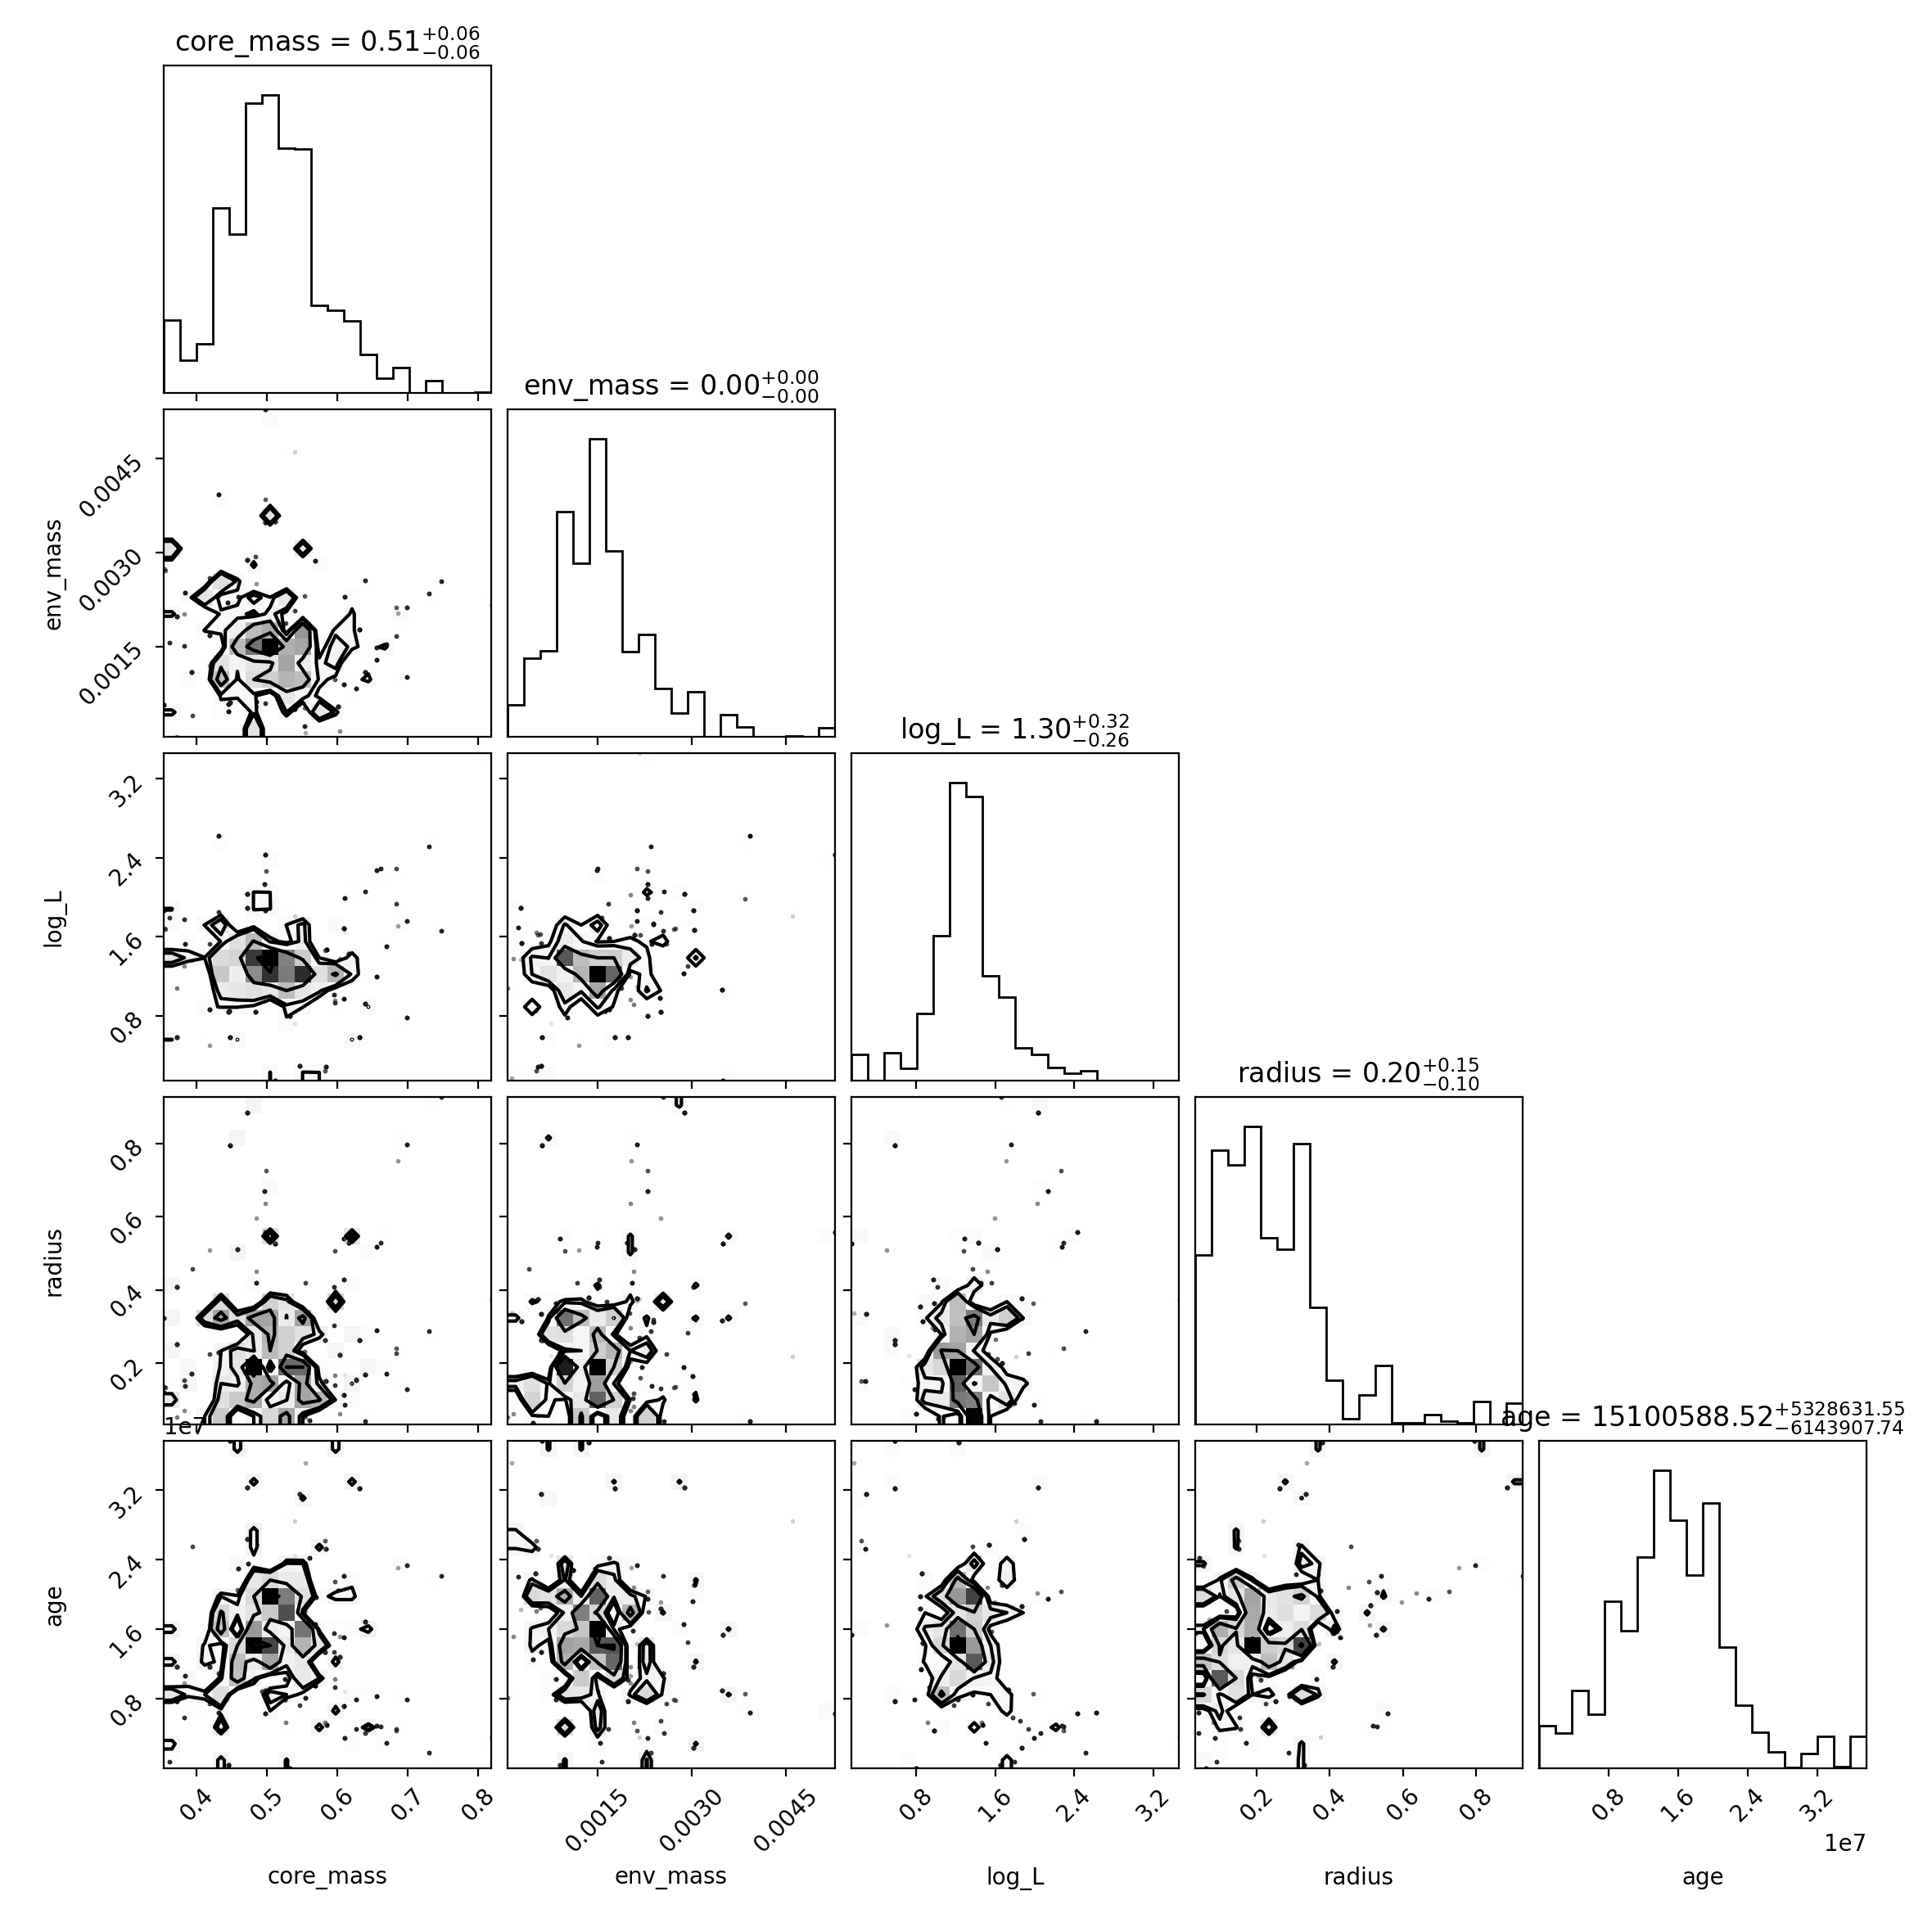 core_mass = 0.51+0.06 −0.06
env_mass = 0.00+0.00 −0.00
env_mass
0.0045
0.0030
0.0015
log_L = 1.30+0.32 −0.26
log_L
3.2
2.4
1.6
0.8
radius = 0.20+0.15 −0.10
radius
0.8
0.6
0.4
0.2
1e7
age = 15100588.52+5328631.55 −6143907.74
age
3.2
2.4
1.6
0.8
0.4 0.5 0.6 0.7 0.8
0.0015 0.0030 0.0045
0.8 1.6 2.4 3.2
0.2 0.4 0.6 0.8
0.8 1.6 2.4 3.2
1e7
core_mass env_mass log_L radius age